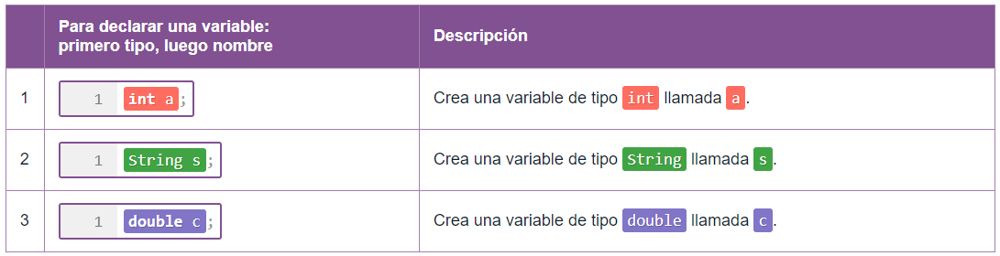 Para declarar una variable:
primero tipo, luego nombre
Descripción
1
1 int a;
Crea una variable de tipo int llamada a.
2
1 String s;
Crea una variable de tipo String llamada s.
3
1 double c;
Crea una variable de tipo double llamada c.